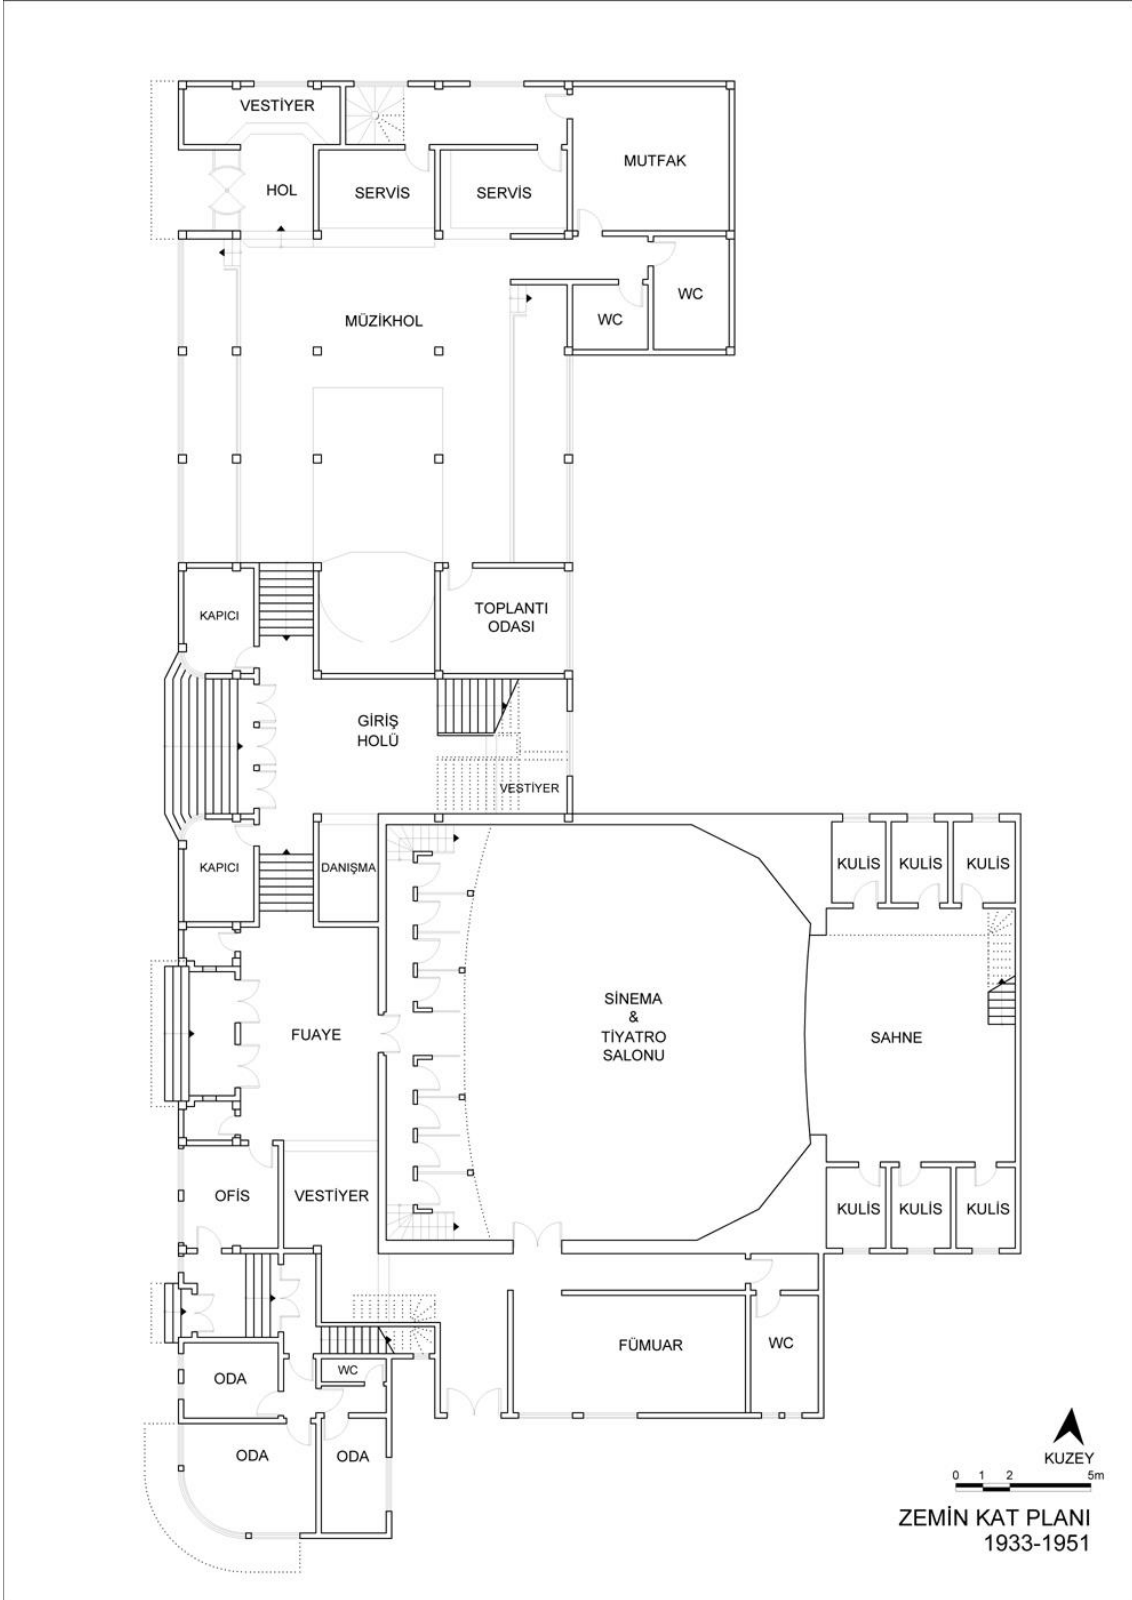 VESTİYER
MUTFAK
HOL
SERVİS
SERVİS
WC
WC
MÜZİKHOL
KAPICI
TOPLANTI
ODASI
GİRİŞ
HOLÜ
VESTİYER
KAPICI
DANIŞMA
KULİS
KULİS
KULİS
SİNEMA
&
TİYATRO
SALONU
FUAYE
SAHNE
OFİS
VESTİYER
KULİS
KULİS
KULİS
FÜMUAR
WC
ODA
WC
ODA
ODA
KUZEY
0 1 2 5m
ZEMİN KAT PLANI
1933-1951